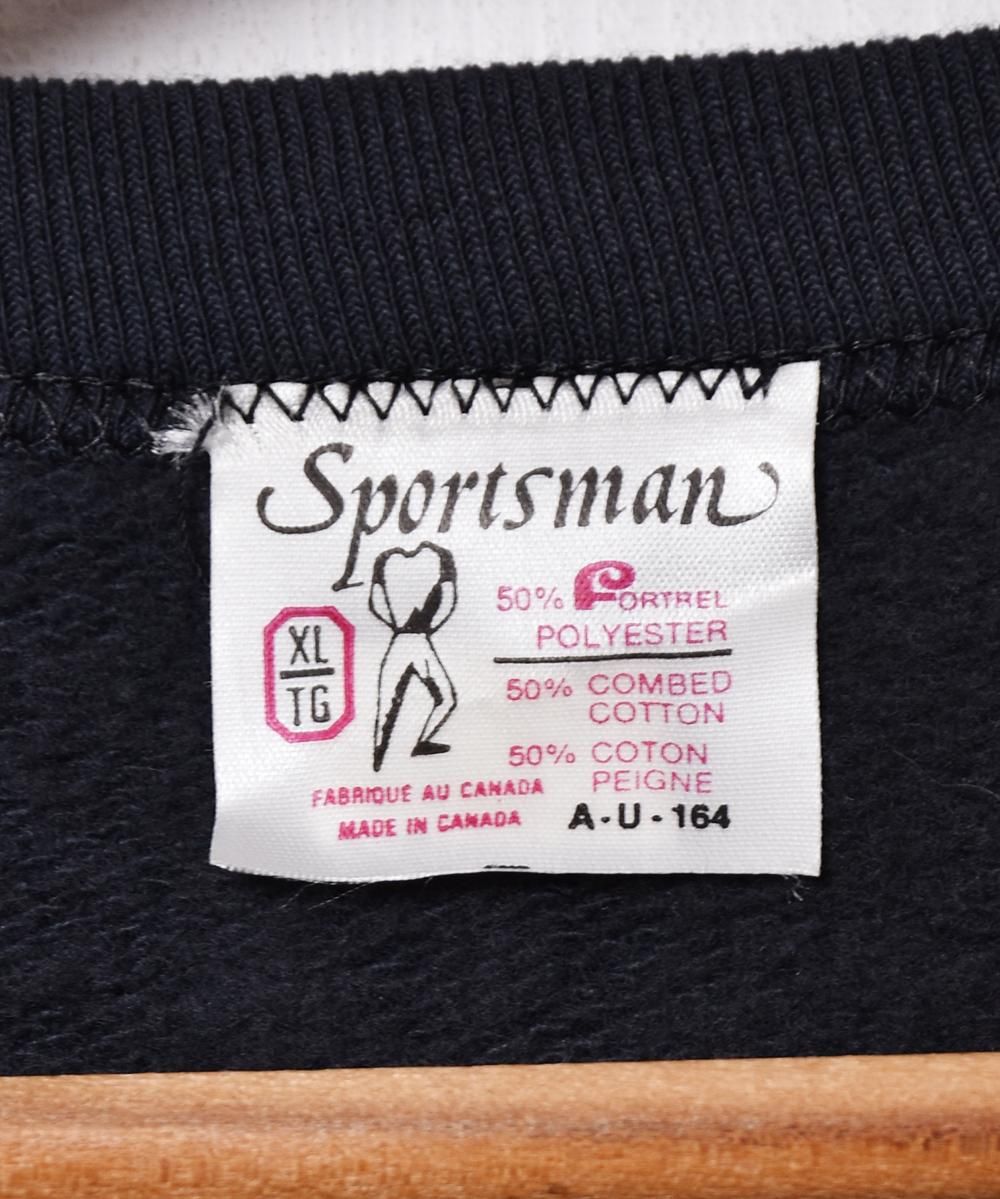 Sportsman
XL
TG
50% FORTREL
POLYESTER
50% COMBED
COTTON
50% COTON
PEIGNE
FABRIQUE AU CANADA
MADE IN CANADA
A-U-164